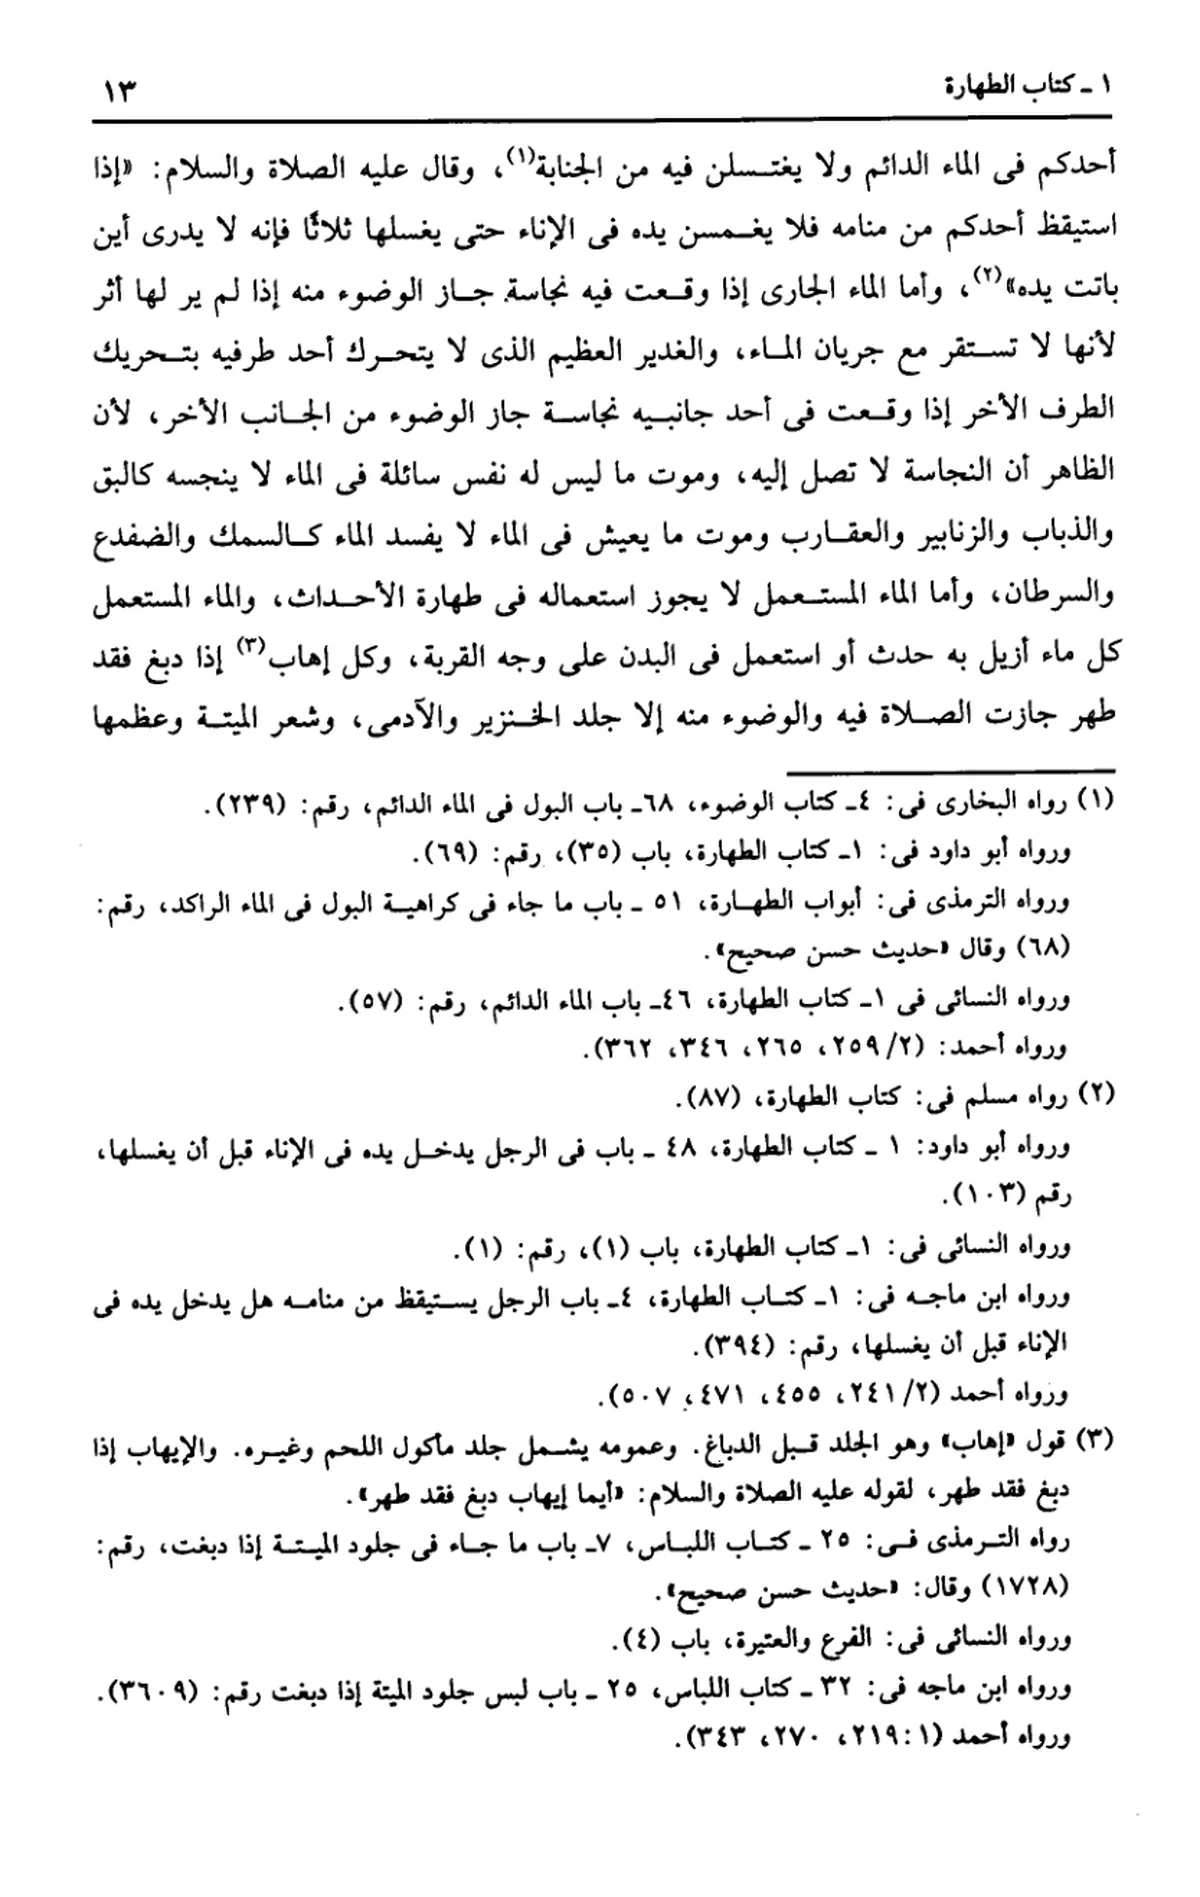 ١ ـ كتاب الطهارة
١٣
أحدكم فى الماء الدائم ولا يغتسلن فيه من الجنابة(١)، وقال عليه الصلاة والسلام: «إذا
استيقظ أحدكم من منامه فلا يغمسن يده فى الإناء حتى يغسلها ثلاثًا فإنه لا يدرى أين
باتت يده»(٢)، وأما الماء الجارى إذا وقعت فيه نجاسة جاز الوضوء منه إذا لم ير لها أثر
لأنها لا تستقر مع جريان الماء، والغدير العظيم الذى لا يتحرك أحد طرفيه بتحريك
الطرف الأخر إذا وقعت فى أحد جانبيه نجاسة جاز الوضوء من الجانب الأخر، لأن
الظاهر أن النجاسة لا تصل إليه، وموت ما ليس له نفس سائلة فى الماء لا ينجسه كالبق
والذباب والزنابير والعقارب وموت ما يعيش فى الماء لا يفسد الماء كالسمك والضفدع
والسرطان، وأما الماء المستعمل لا يجوز استعماله فى طهارة الأحداث، والماء المستعمل
كل ماء أزيل به حدث أو استعمل فى البدن على وجه القربة، وكل إهاب(٣) إذا دبغ فقد
طهر جازت الصلاة فيه والوضوء منه إلا جلد الخنزير والآدمى، وشعر الميتة وعظمها
(١) رواه البخارى فى: ٤ـ كتاب الوضوء، ٦٨ـ باب البول فى الماء الدائم، رقم: (٢٣٩).
ورواه أبو داود فى: ١ـ كتاب الطهارة، باب (٣٥)، رقم: (٦٩).
ورواه الترمذى فى: أبواب الطهارة، ٥١ ـ باب ما جاء فى كراهية البول فى الماء الراكد، رقم:
(٦٨) وقال «حديث حسن صحيح».
ورواه النسائى فى ١ـ كتاب الطهارة، ٤٦ـ باب الماء الدائم، رقم: (٥٧).
ورواه أحمد: (٢/ ٢٥٩، ٢٦٥، ٣٤٦، ٣٦٢).
(٢) رواه مسلم فى: كتاب الطهارة، (٨٧).
ورواه أبو داود: ١ ـ كتاب الطهارة، ٤٨ ـ باب فى الرجل يدخل يده فى الإناء قبل أن يغسلها،
رقم (١٠٣).
ورواه النسائى فى: ١ـ كتاب الطهارة، باب (١)، رقم: (١).
ورواه ابن ماجه فى: ١ـ كتاب الطهارة، ٤ـ باب الرجل يستيقظ من منامه هل يدخل يده فى
الإناء قبل أن يغسلها، رقم: (٣٩٤).
ورواه أحمد (٢/ ٢٤١، ٤٥٥، ٤٧١، ٥٠٧).
(٣) قول «إهاب» وهو الجلد قبل الدباغ. وعمومه يشمل جلد مأكول اللحم وغيره. والإيهاب إذا
دبغ فقد طهر، لقوله عليه الصلاة والسلام: «أيما إيهاب دبغ فقد طهر».
رواه الترمذى فى: ٢٥ ـ كتاب اللباس، ٧ـ باب ما جاء فى جلود الميتة إذا دبغت، رقم:
(١٧٢٨) وقال: «حديث حسن صحيح».
ورواه النسائى فى: الفرع والعتيرة، باب (٤).
ورواه ابن ماجه فى: ٣٢ ـ كتاب اللباس، ٢٥ ـ باب لبس جلود الميتة إذا دبغت رقم: (٣٦٠٩).
ورواه أحمد (١: ٢١٩، ٢٧٠، ٣٤٣).